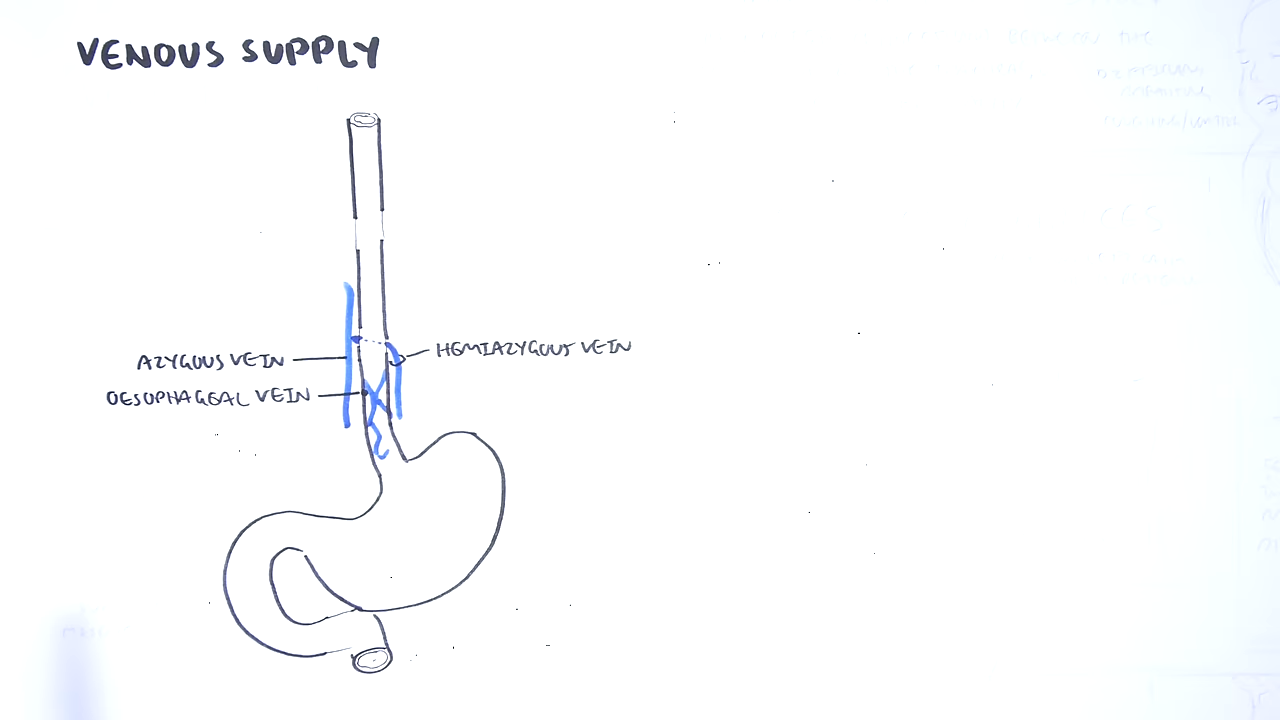 VENOUS SUPPLY
HEMIAZYGOUS VEIN
AZYGOUS VEIN
OESOPHAGEAL VEIN